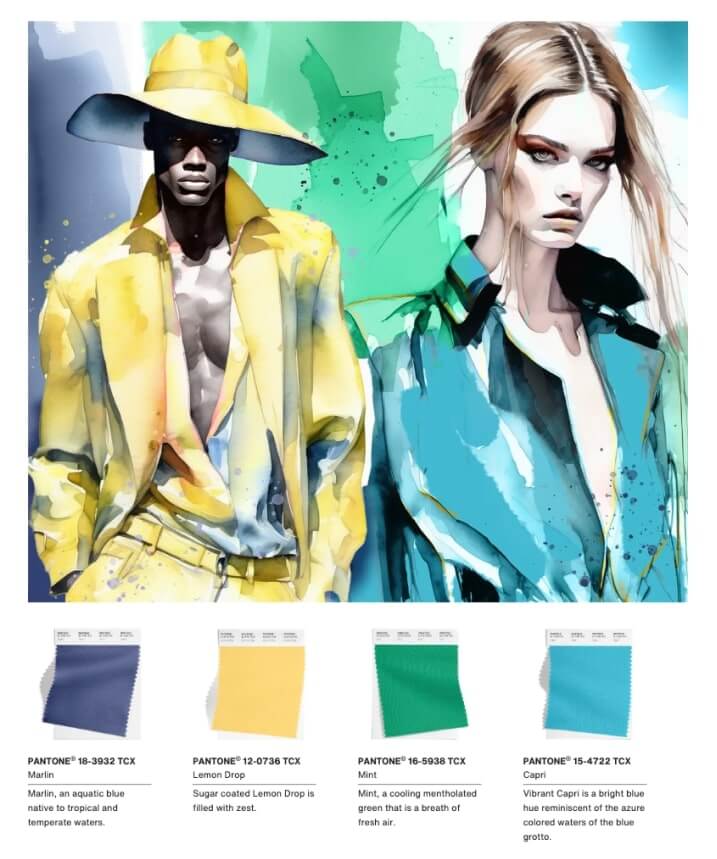 PANTONE® 18-3932 TCX
Marlin
Marlin, an aquatic blue
native to tropical and
temperate waters.
PANTONE® 12-0736 TCX
Lemon Drop
Sugar coated Lemon Drop is
filled with zest.
PANTONE® 16-5938 TCX
Mint
Mint, a cooling mentholated
green that is a breath of
fresh air.
PANTONE® 15-4722 TCX
Capri
Vibrant Capri is a bright blue
hue reminiscent of the azure
colored waters of the blue
grotto.